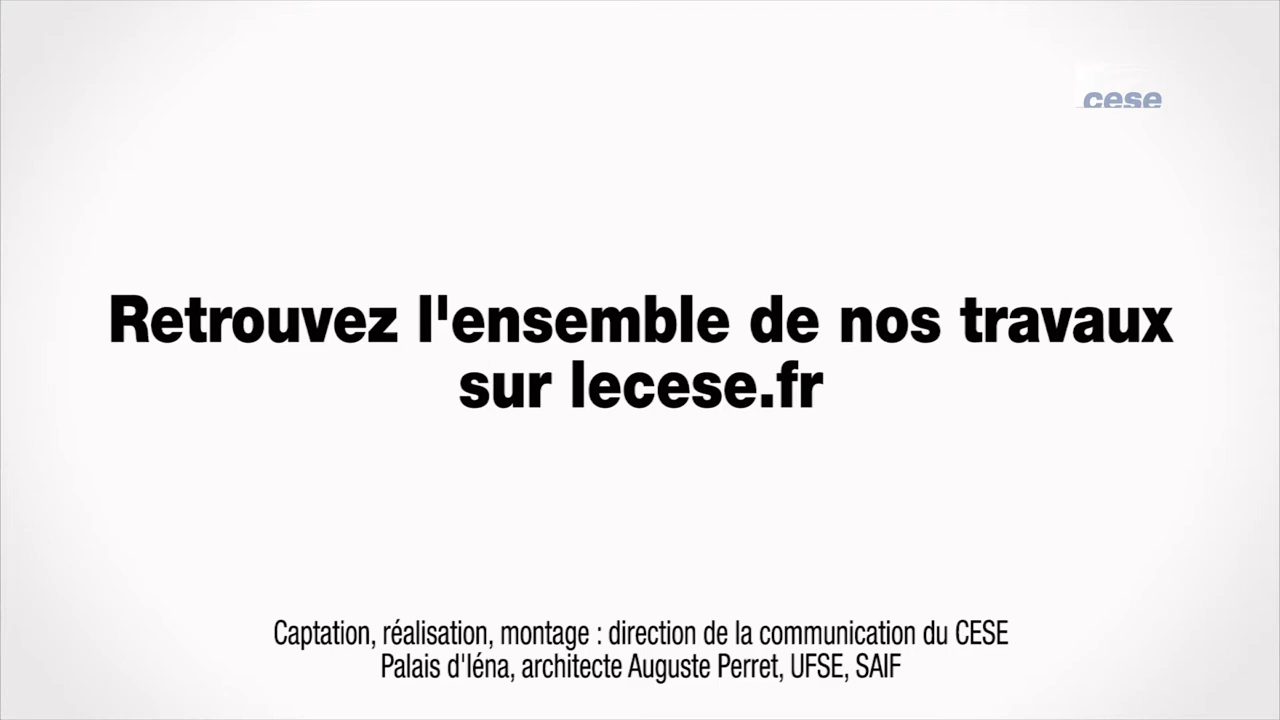 cese
Retrouvez l'ensemble de nos travaux
sur lecese.fr
Captation, réalisation, montage : direction de la communication du CESE
Palais d'Iéna, architecte Auguste Perret, UFSE, SAIF